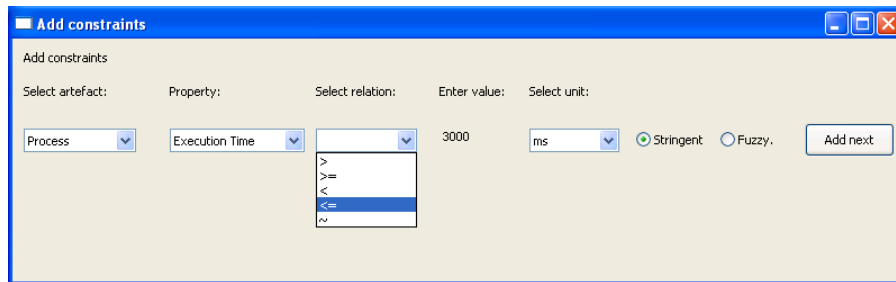 Add constraints
Add constraints
Select artefact: Property: Select relation: Enter value: Select unit:
Process Execution Time 3000 ms Stringent Fuzzy. Add next
>
>=
<
<=
~